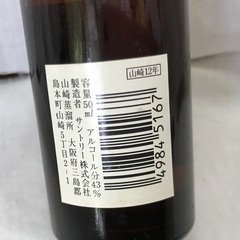 山崎12年
容量50ml アルコール分43%
製造者 サントリー株式会社
山崎蒸溜所 大阪府三島郡
島本町山崎5丁目2-1
4984 5167